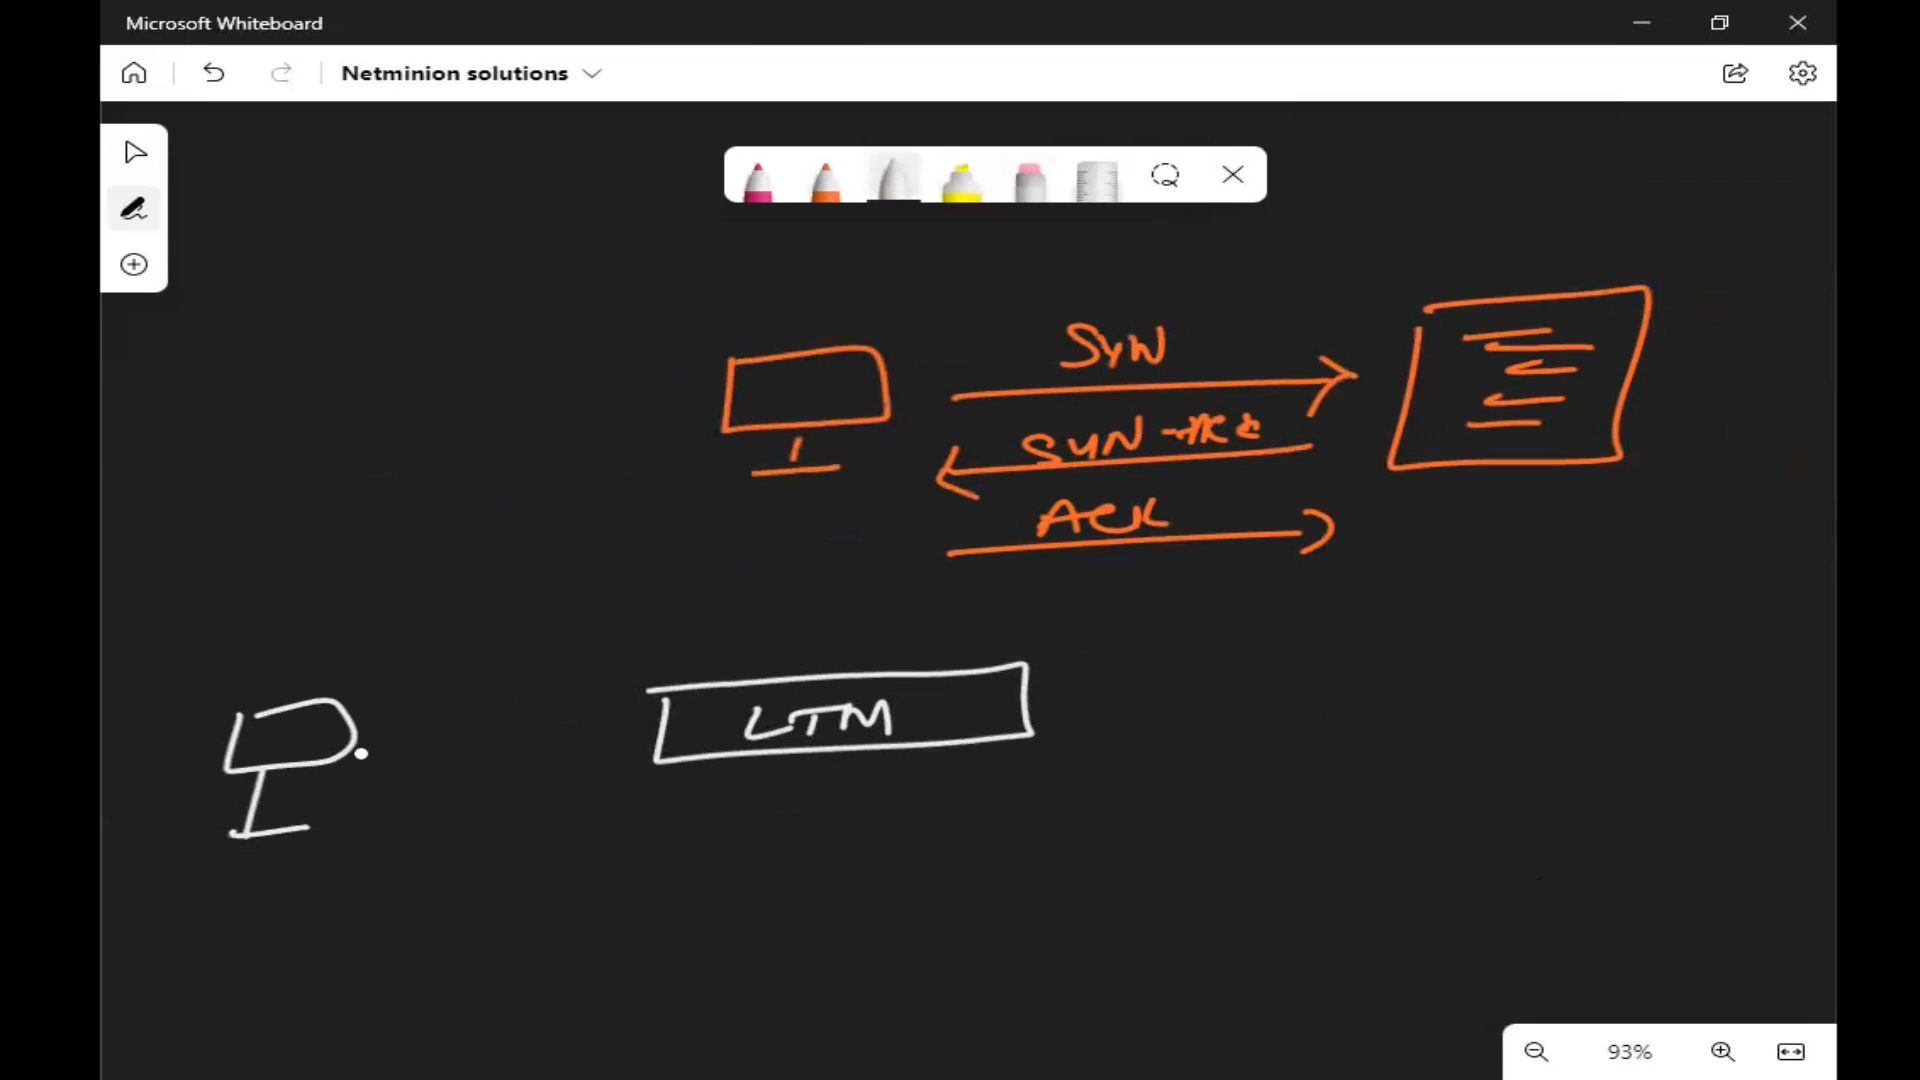 Microsoft Whiteboard
Netminion solutions
SYN
SYN-ACK
ACK
LTM
93%